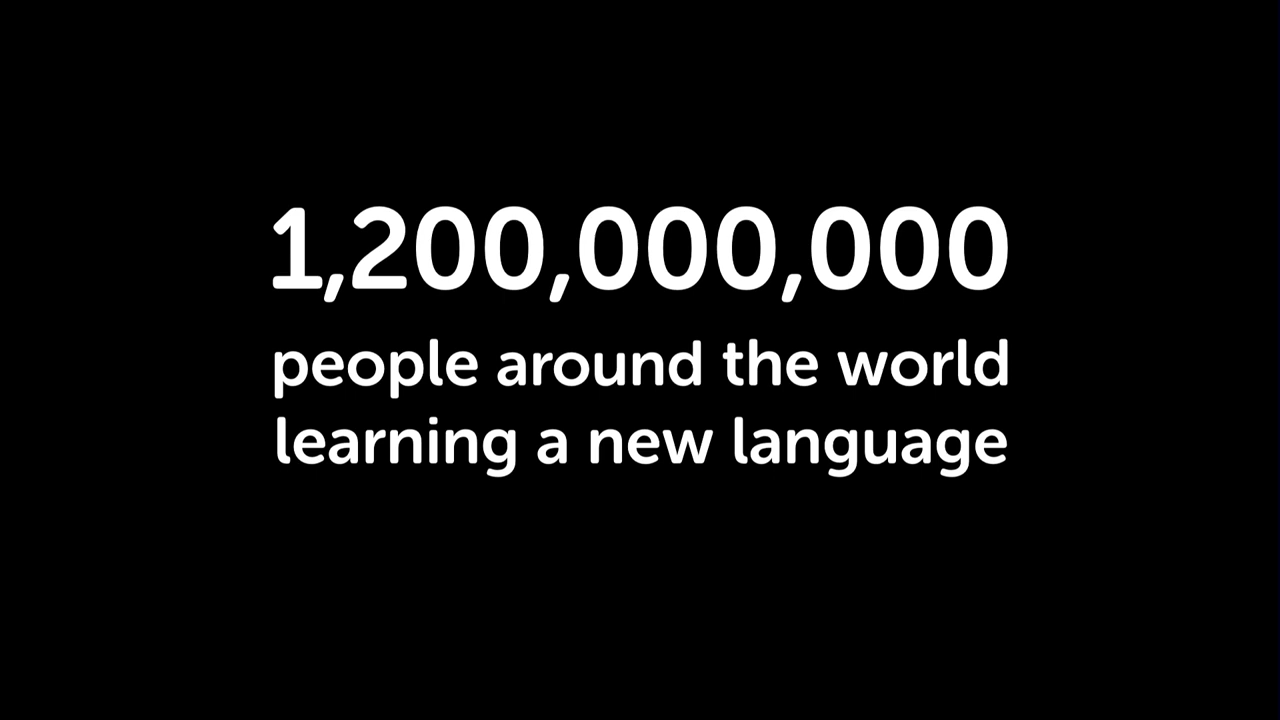 1,200,000,000
people around the world
learning a new language